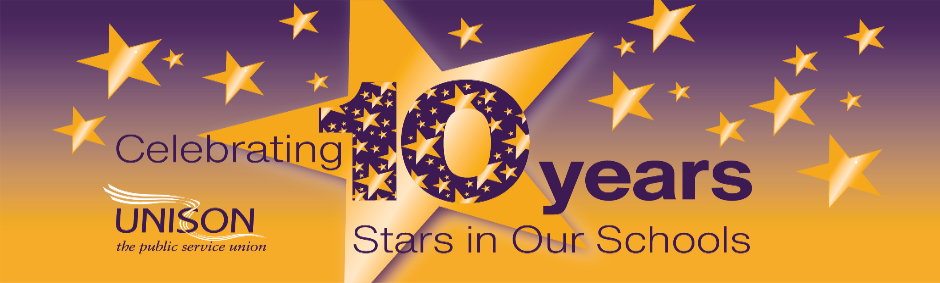 Celebrating 10 years
Stars in Our Schools
UNISON
the public service union